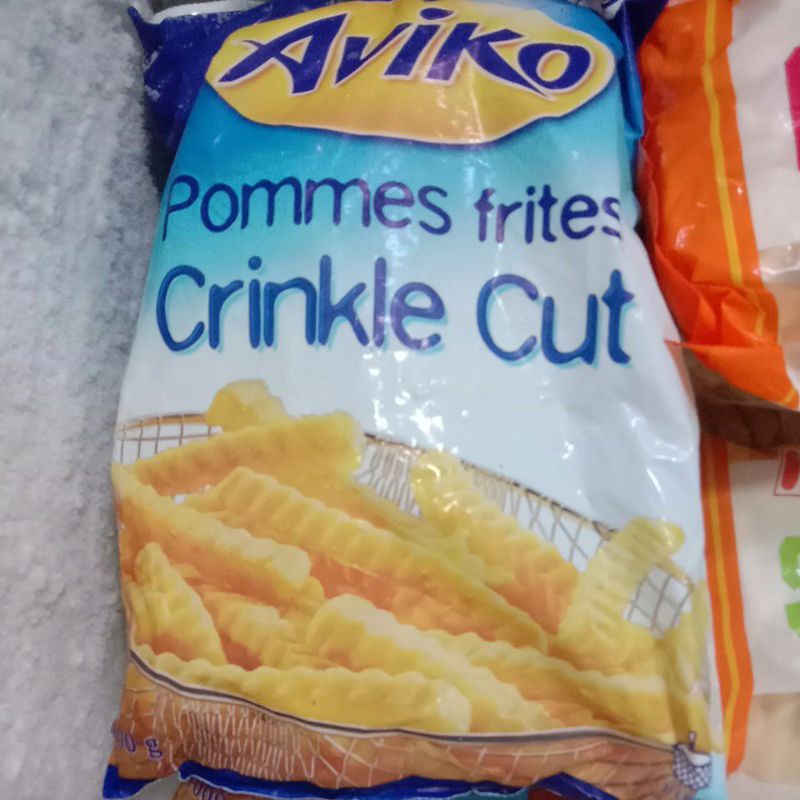 Aviko
Pommes frites
Crinkle Cut